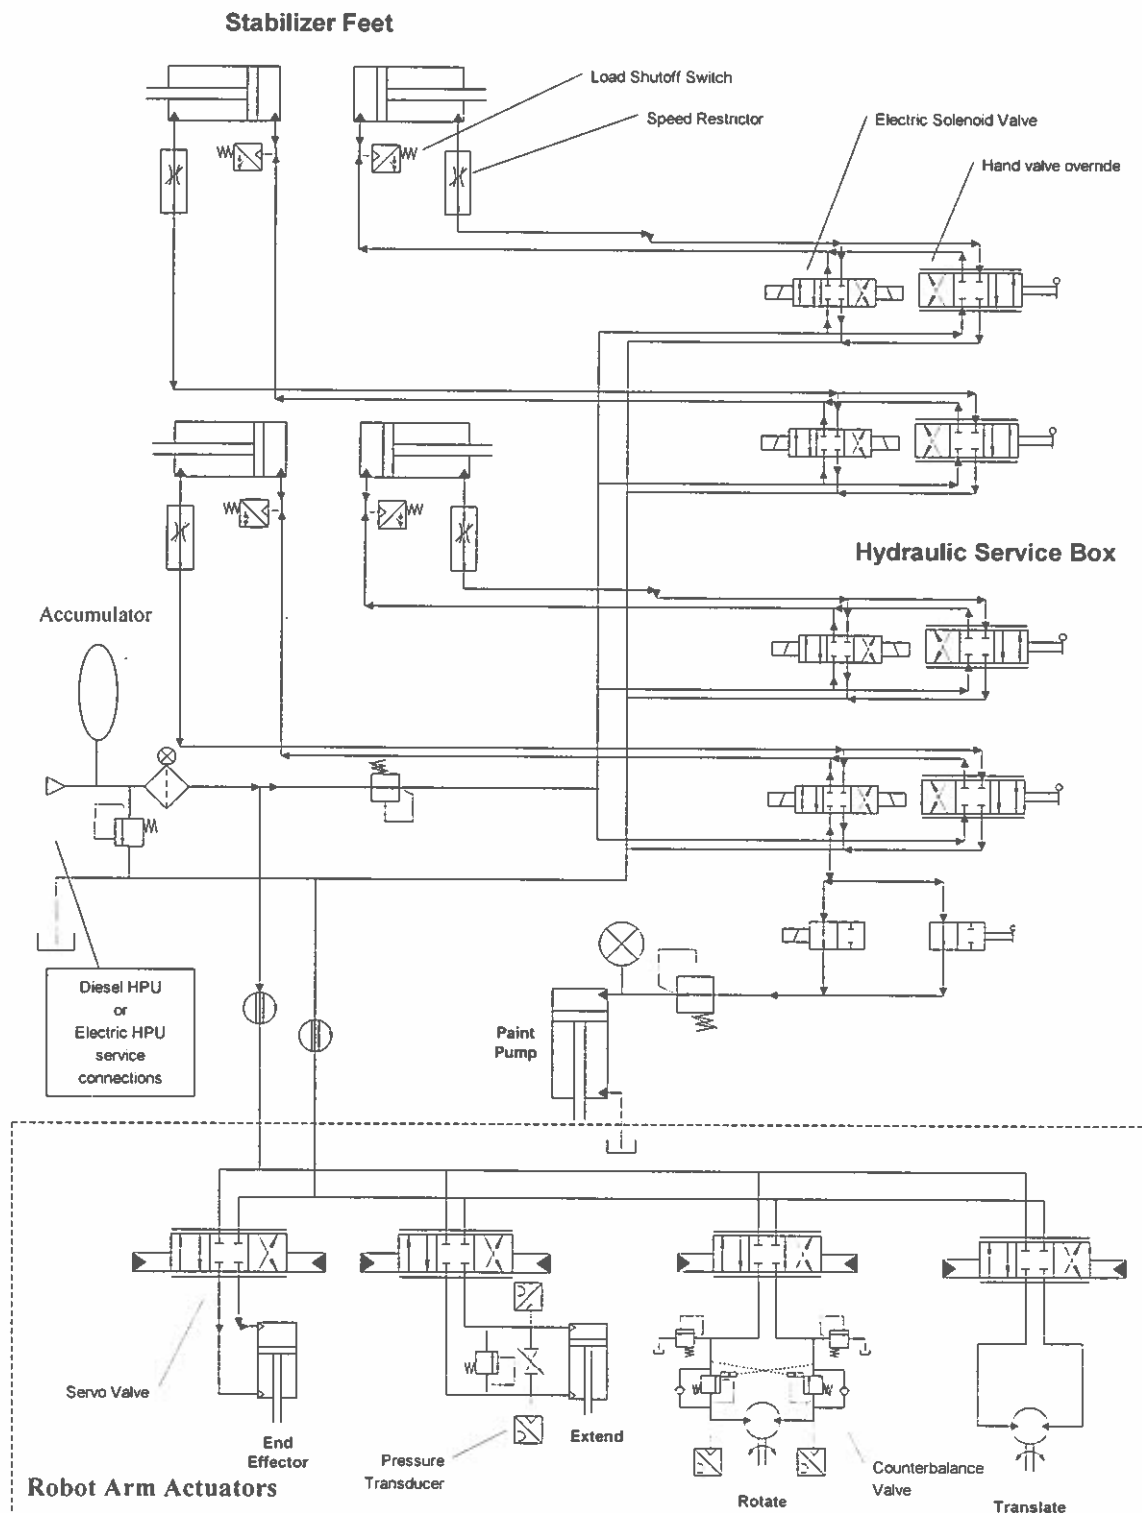 Stabilizer Feet
Load Shutoff Switch
Speed Restrictor
Electric Solenoid Valve
Hand valve override
Hydraulic Service Box
Accumulator
Diesel HPU
or
Electric HPU
service
connections
Paint
Pump
Servo Valve
End
Effector
Pressure
Transducer
Extend
Rotate
Counterbalance
Valve
Translate
Robot Arm Actuators